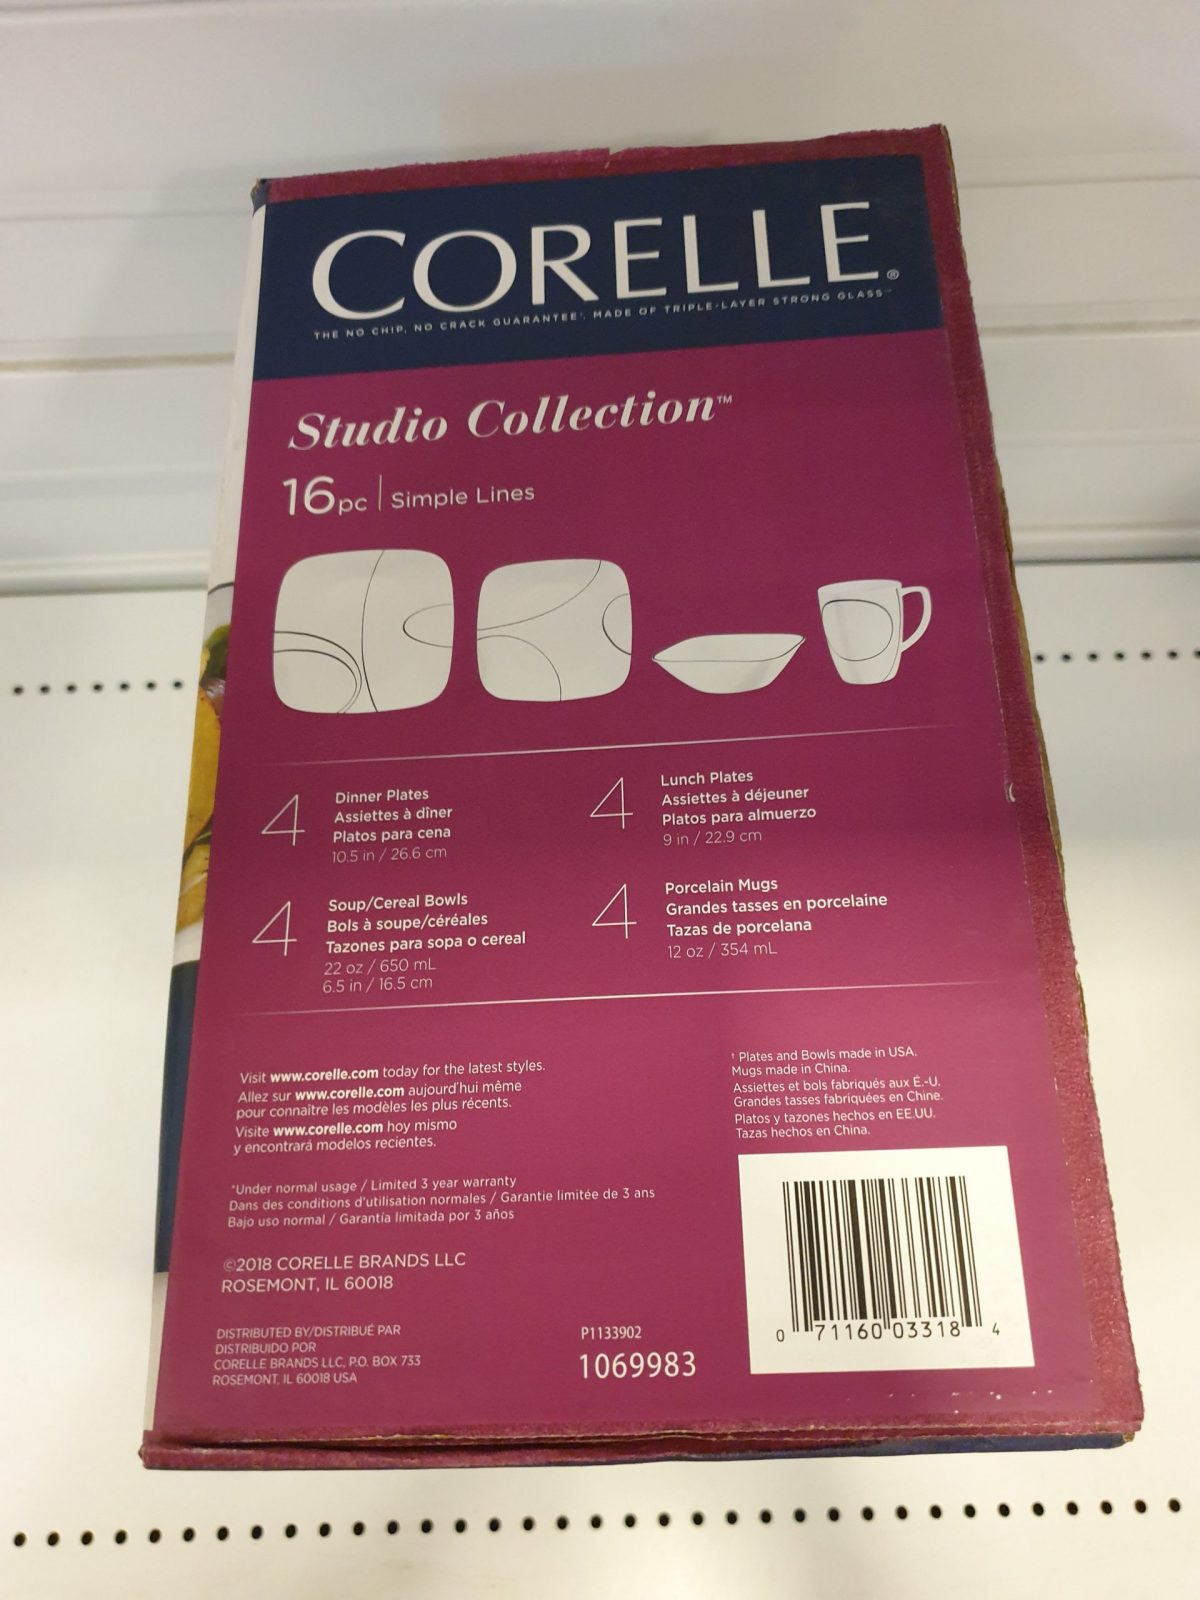 CORELLE®
THE NO CHIP, NO CRACK GUARANTEE*. MADE OF TRIPLE-LAYER STRONG GLASS™
Studio Collection™
16pc | Simple Lines
4
Dinner Plates
Assiettes à dîner
Platos para cena
10.5 in / 26.6 cm
4
Lunch Plates
Assiettes à déjeuner
Platos para almuerzo
9 in / 22.9 cm
4
Soup/Cereal Bowls
Bols à soupe/céréales
Tazones para sopa o cereal
22 oz / 650 mL
6.5 in / 16.5 cm
4
Porcelain Mugs
Grandes tasses en porcelaine
Tazas de porcelana
12 oz / 354 mL
Visit www.corelle.com today for the latest styles.
Allez sur www.corelle.com aujourd'hui même
pour connaître les modèles les plus récents.
Visite www.corelle.com hoy mismo
y encontrará modelos recientes.
*Under normal usage / Limited 3 year warranty
Dans des conditions d'utilisation normales / Garantie limitée de 3 ans
Bajo uso normal / Garantía limitada por 3 años
©2018 CORELLE BRANDS LLC
ROSEMONT, IL 60018
DISTRIBUTED BY/DISTRIBUÉ PAR
DISTRIBUIDO POR
CORELLE BRANDS LLC, P.O. BOX 733
ROSEMONT, IL 60018 USA
P1133902
1069983
† Plates and Bowls made in USA.
Mugs made in China.
Assiettes et bols fabriqués aux É.-U.
Grandes tasses fabriquées en Chine.
Platos y tazones hechos en EE.UU.
Tazas hechos en China.
0 71160 03318 4